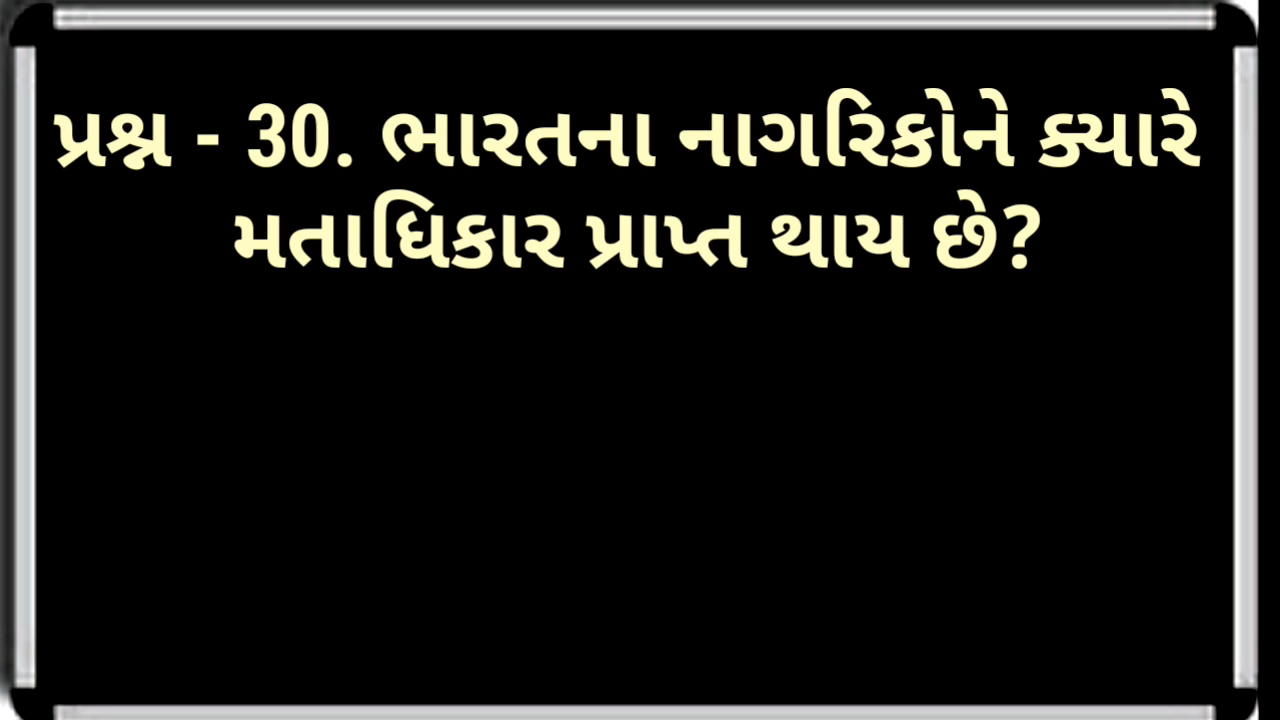 પ્રશ્ન - 30. ભારતના નાગરિકોને ક્યારે
મતાધિકાર પ્રાપ્ત થાય છે?